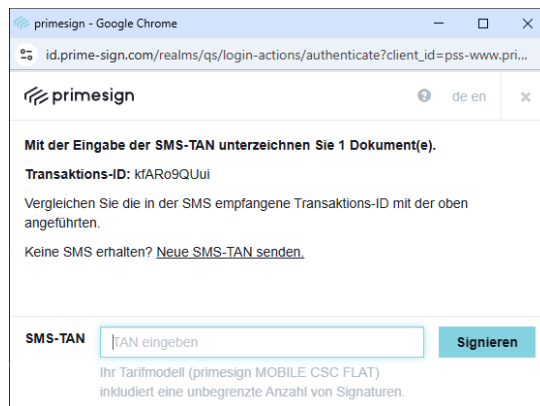 primesign - Google Chrome
id.prime-sign.com/realms/qs/login-actions/authenticate?client_id=pss-www.pri...
primesign
de en
Mit der Eingabe der SMS-TAN unterzeichnen Sie 1 Dokument(e).
Transaktions-ID: kfARo9QUui
Vergleichen Sie die in der SMS empfangene Transaktions-ID mit der oben
angeführten.
Keine SMS erhalten? Neue SMS-TAN senden.
SMS-TAN TAN eingeben Signieren
Ihr Tarifmodell (primesign MOBILE CSC FLAT)
inkludiert eine unbegrenzte Anzahl von Signaturen.